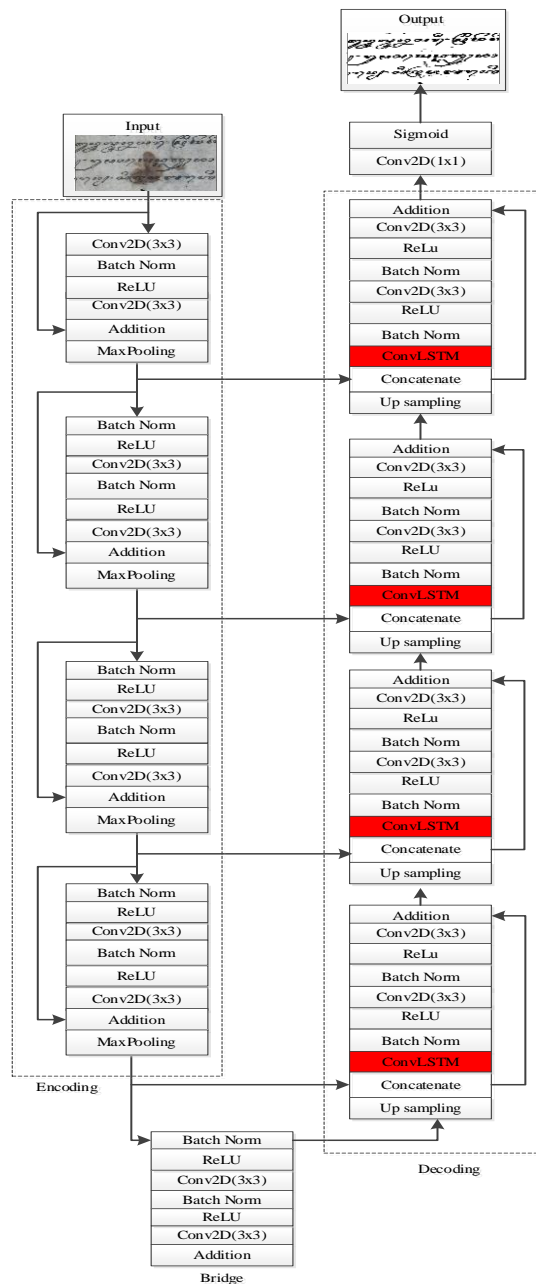 Output
Sigmoid
Conv2D(1x1)
Input
Conv2D(3x3)
Batch Norm
ReLU
Conv2D(3x3)
Addition
MaxPooling
Batch Norm
ReLU
Conv2D(3x3)
Batch Norm
ReLU
Conv2D(3x3)
Addition
MaxPooling
Batch Norm
ReLU
Conv2D(3x3)
Batch Norm
ReLU
Conv2D(3x3)
Addition
MaxPooling
Batch Norm
ReLU
Conv2D(3x3)
Batch Norm
ReLU
Conv2D(3x3)
Addition
MaxPooling
Encoding
Batch Norm
ReLU
Conv2D(3x3)
Batch Norm
ReLU
Conv2D(3x3)
Addition
Bridge
Addition
Conv2D(3x3)
ReLu
Batch Norm
Conv2D(3x3)
ReLU
Batch Norm
ConvLSTM
Concatenate
Up sampling
Addition
Conv2D(3x3)
ReLu
Batch Norm
Conv2D(3x3)
ReLU
Batch Norm
ConvLSTM
Concatenate
Up sampling
Addition
Conv2D(3x3)
ReLu
Batch Norm
Conv2D(3x3)
ReLU
Batch Norm
ConvLSTM
Concatenate
Up sampling
Addition
Conv2D(3x3)
ReLu
Batch Norm
Conv2D(3x3)
ReLU
Batch Norm
ConvLSTM
Concatenate
Up sampling
Decoding